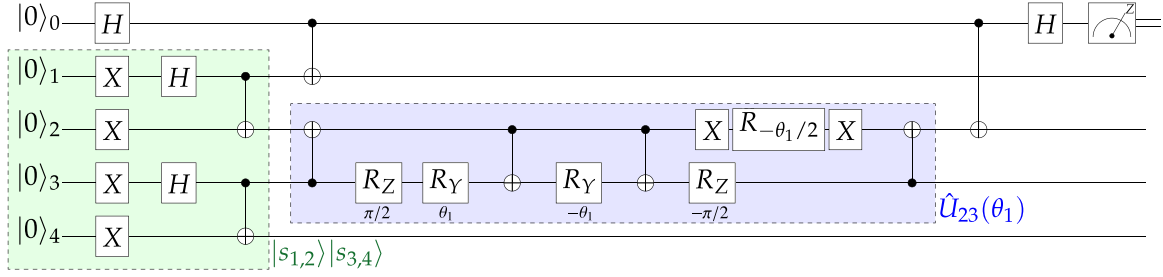 |0⟩₀ H H Z
|0⟩₁ X H
|0⟩₂ X X R₋θ₁/₂ X
|0⟩₃ X H R_Z π/2 R_Y θ₁ R_Y −θ₁ R_Z −π/2
|0⟩₄ X
Û₂₃(θ₁)
|s₁,₂⟩|s₃,₄⟩